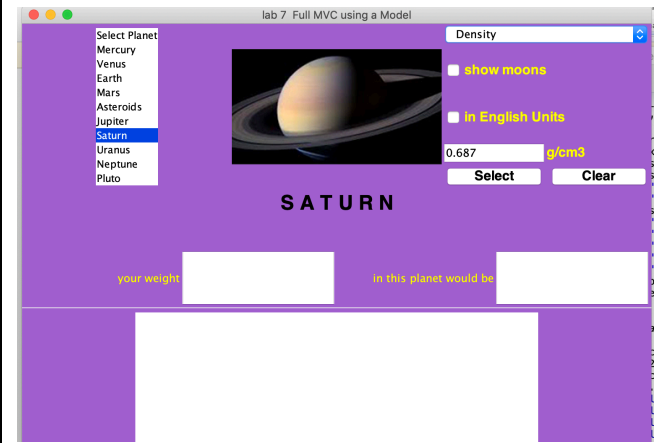 lab 7 Full MVC using a Model
Select Planet
Mercury
Venus
Earth
Mars
Asteroids
Jupiter
Saturn
Uranus
Neptune
Pluto
Density
show moons
in English Units
0.687 g/cm3
Select Clear
S A T U R N
your weight
in this planet would be